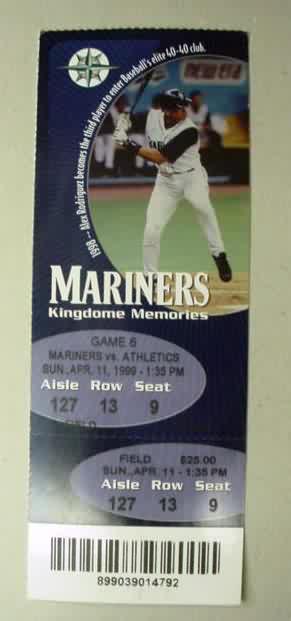 1998 -- Alex Rodriguez becomes the third player to enter Baseball's elite 40-40 club.
MARINERS
Kingdome Memories
GAME 6
MARINERS vs. ATHLETICS
SUN.,APR. 11, 1999 - 1:35 PM
Aisle Row Seat
127 13 9
FIELD
FIELD $25.00
SUN.,APR. 11 - 1:35 PM
Aisle Row Seat
127 13 9
899039014792